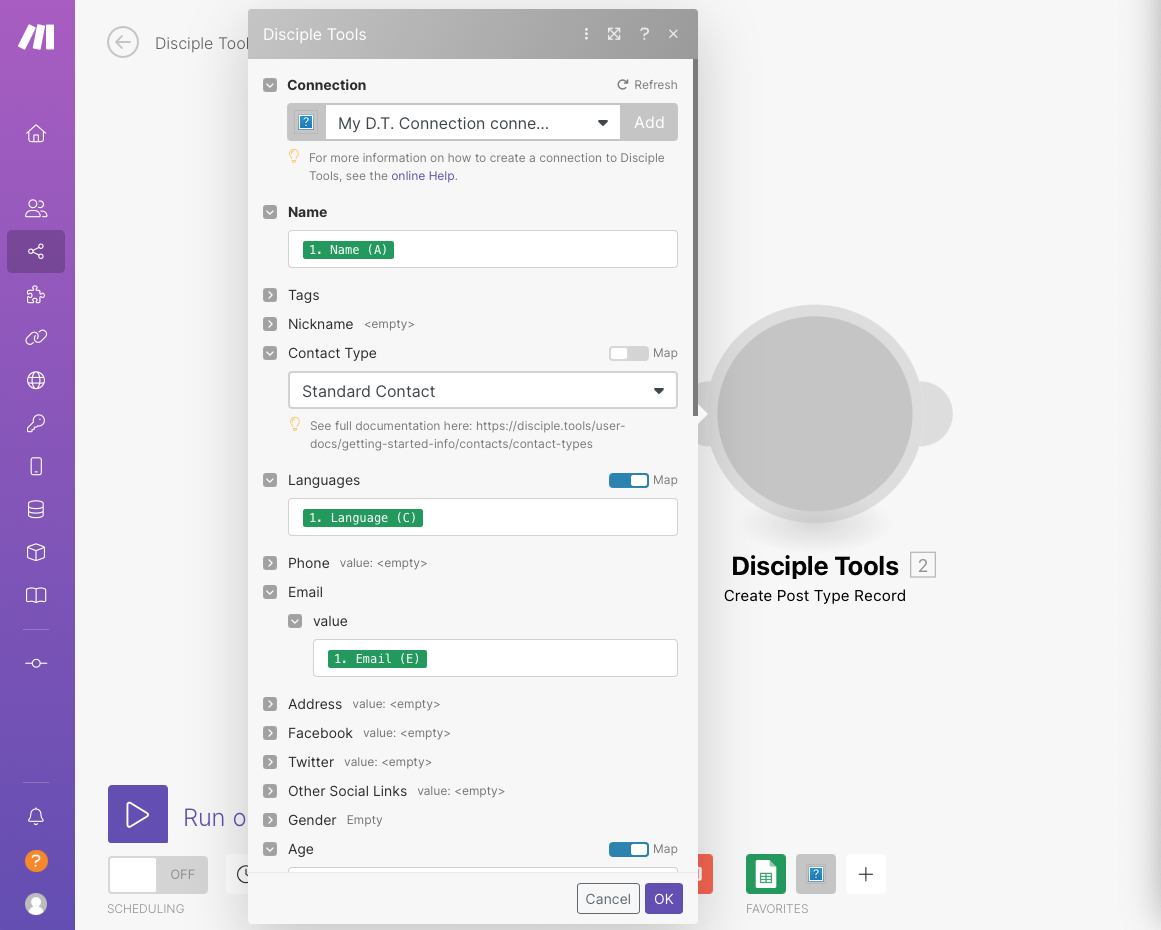 Disciple Tools
Disciple Tool
Connection
Refresh
My D.T. Connection conne...
Add
For more information on how to create a connection to Disciple
Tools, see the online Help.
Name
1. Name (A)
Tags
Nickname <empty>
Contact Type
Map
Standard Contact
See full documentation here: https://disciple.tools/user-
docs/getting-started-info/contacts/contact-types
Languages
Map
1. Language (C)
Phone value: <empty>
Email
value
1. Email (E)
Address value: <empty>
Facebook value: <empty>
Twitter value: <empty>
Other Social Links value: <empty>
Gender Empty
Age
Map
Cancel
OK
Disciple Tools 2
Create Post Type Record
Run o
OFF
SCHEDULING
FAVORITES